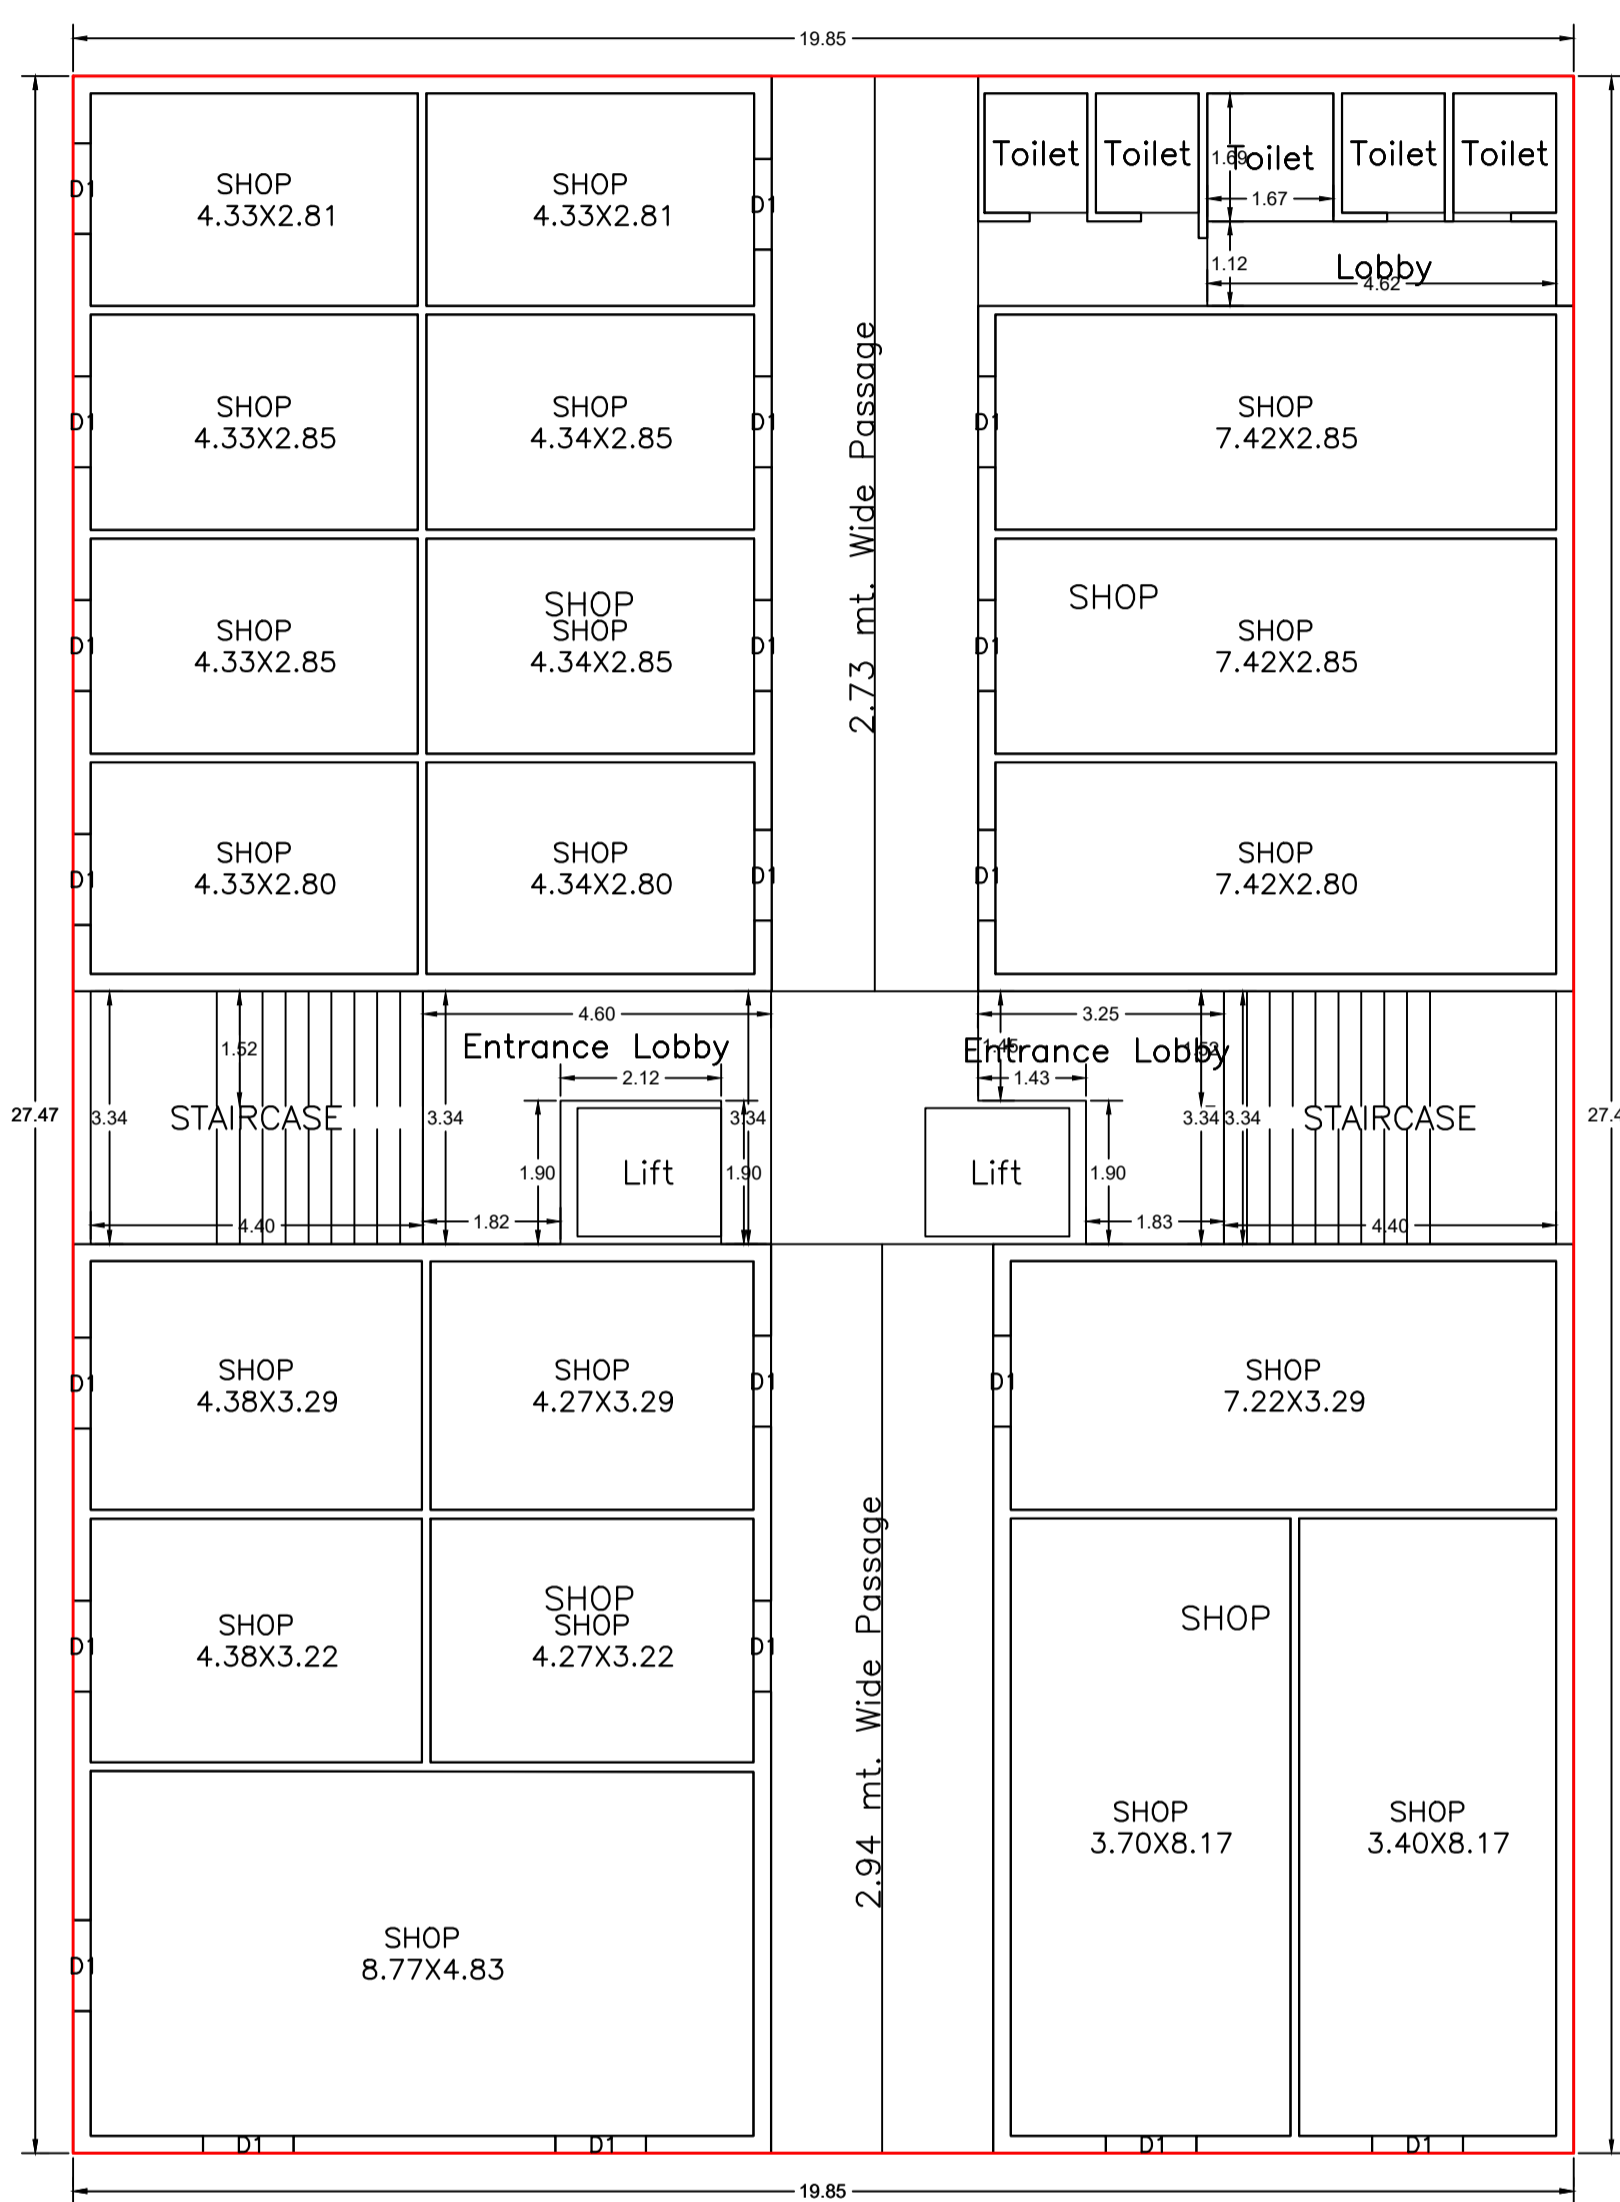 19.85
SHOP
4.33X2.81
SHOP
4.33X2.81
Toilet
Toilet
Toilet
Toilet
Toilet
1.69
1.67
D1
D1
1.12
Lobby
4.62
2.73 mt. Wide Passage
SHOP
4.33X2.85
SHOP
4.34X2.85
SHOP
7.42X2.85
D1
D1
D1
SHOP
4.33X2.85
SHOP
SHOP
4.34X2.85
SHOP
SHOP
7.42X2.85
D1
D1
D1
SHOP
4.33X2.80
SHOP
4.34X2.80
SHOP
7.42X2.80
D1
D1
D1
4.60
3.25
1.52
Entrance Lobby
1.45
Entrance Lobby
1.52
2.12
1.43
27.47
3.34
STAIRCASE
3.34
3.34
3.34
3.34
STAIRCASE
27.4
1.90
Lift
1.90
Lift
1.90
4.40
1.82
1.83
4.40
SHOP
4.38X3.29
SHOP
4.27X3.29
SHOP
7.22X3.29
D1
D1
D1
2.94 mt. Wide Passage
SHOP
4.38X3.22
SHOP
SHOP
4.27X3.22
SHOP
D1
D1
SHOP
3.70X8.17
SHOP
3.40X8.17
SHOP
8.77X4.83
D1
D1
D1
D1
D1
19.85